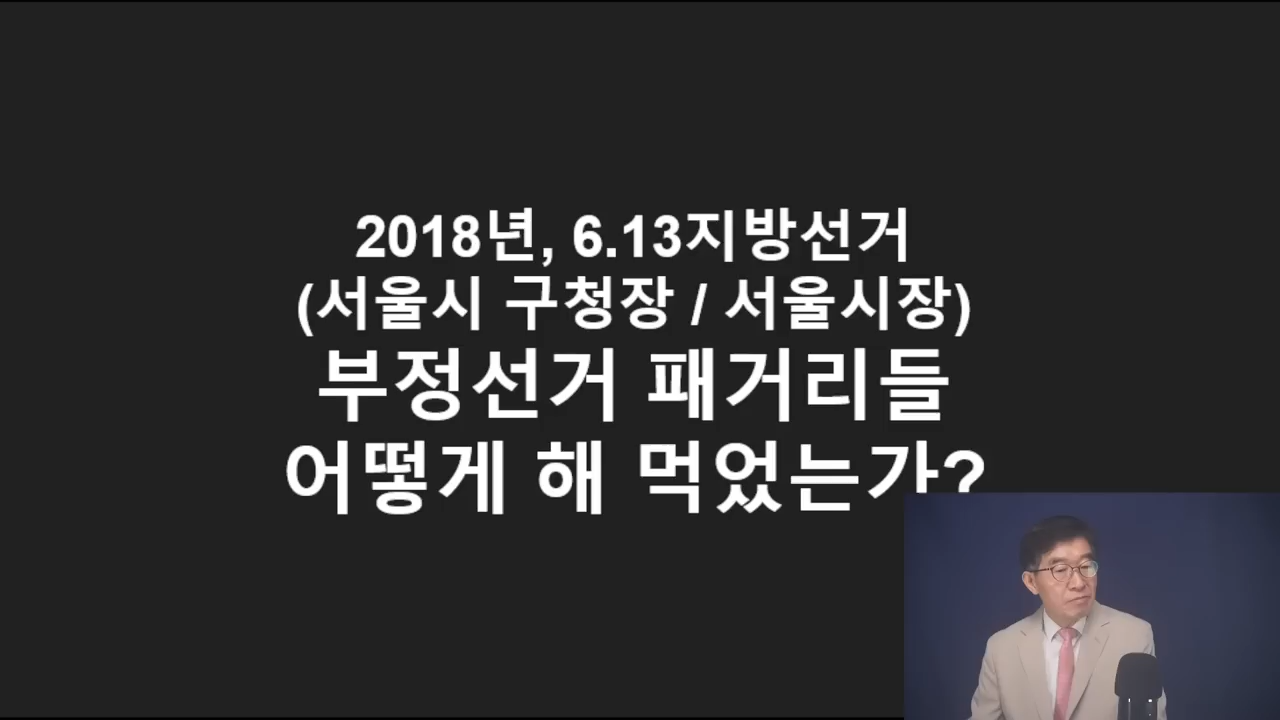 2018년, 6.13지방선거
(서울시 구청장 / 서울시장)
부정선거 패거리들
어떻게 해 먹었는가?